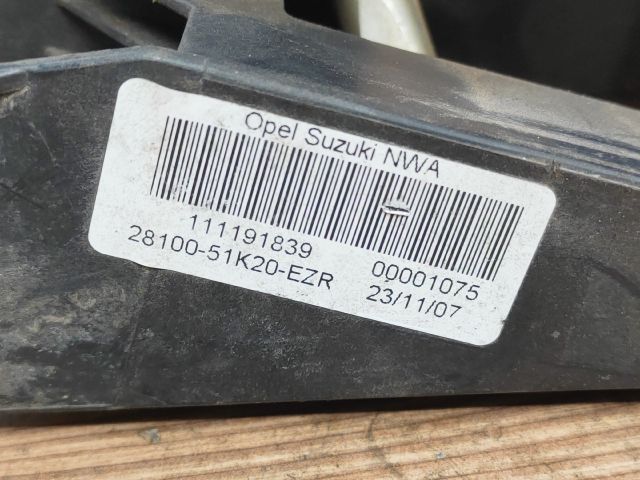 Opel Suzuki NWA
111191839 00001075
28100-51K20-EZR 23/11/07